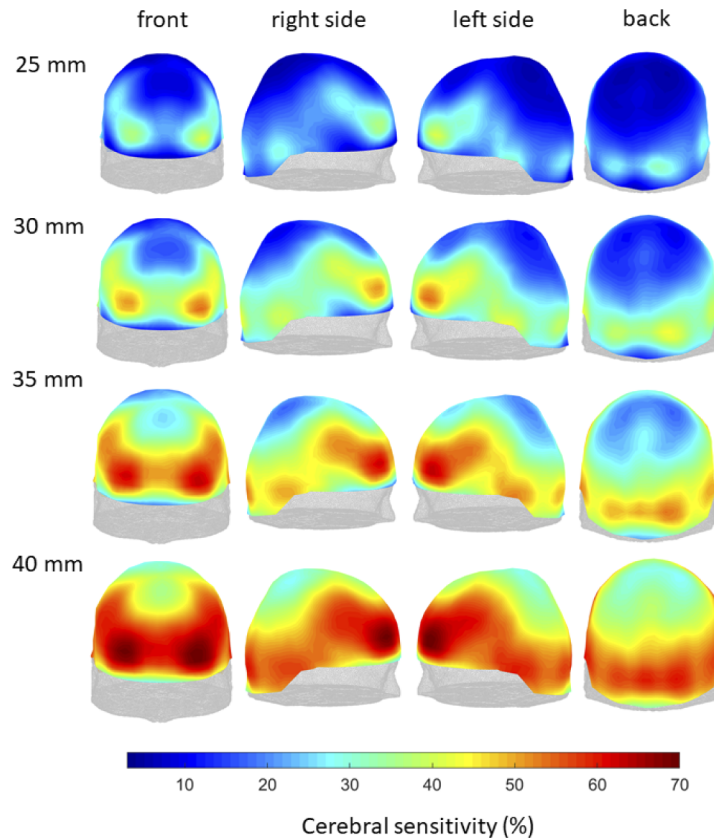 front right side left side back
25 mm
30 mm
35 mm
40 mm
10 20 30 40 50 60 70
Cerebral sensitivity (%)